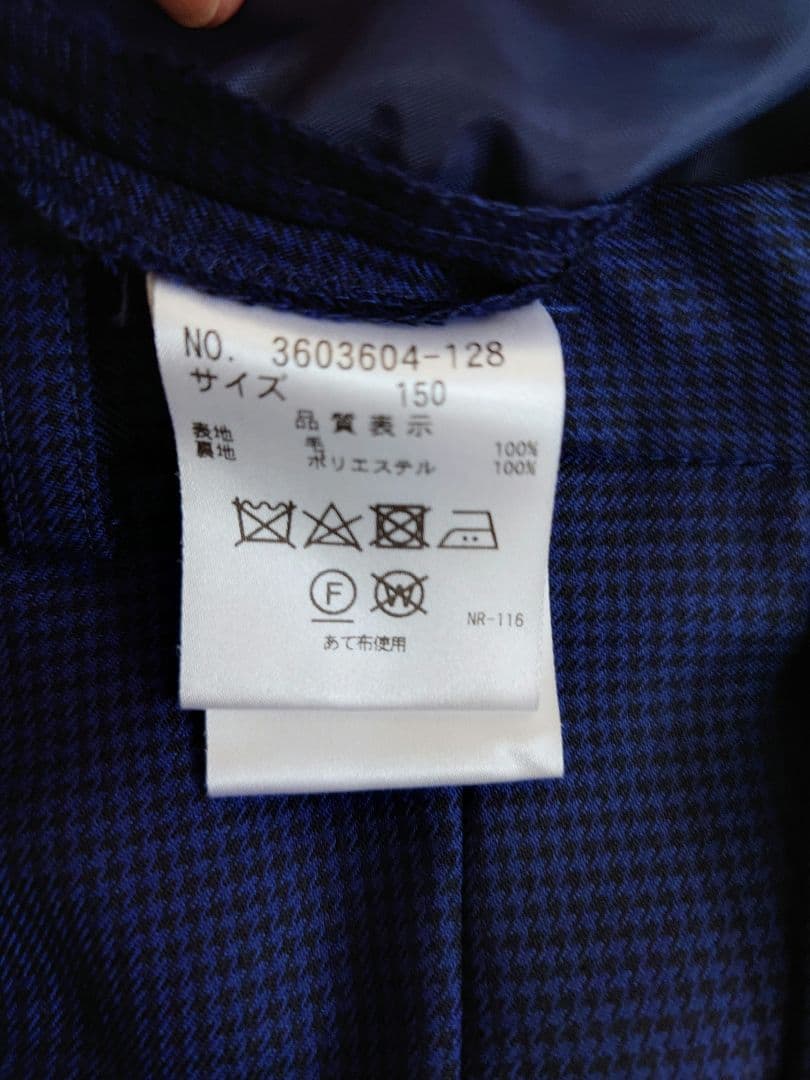 NO. 3603604-128
サイズ 150
品質表示
表地 毛 100%
裏地 ポリエステル 100%
F W
NR-116
あて布使用